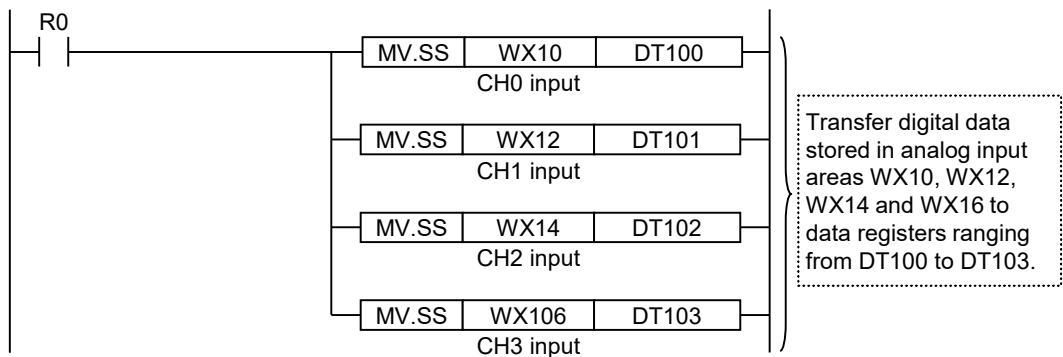 R0
MV.SS WX10 DT100
CH0 input
MV.SS WX12 DT101
CH1 input
MV.SS WX14 DT102
CH2 input
MV.SS WX106 DT103
CH3 input
Transfer digital data
stored in analog input
areas WX10, WX12,
WX14 and WX16 to
data registers ranging
from DT100 to DT103.